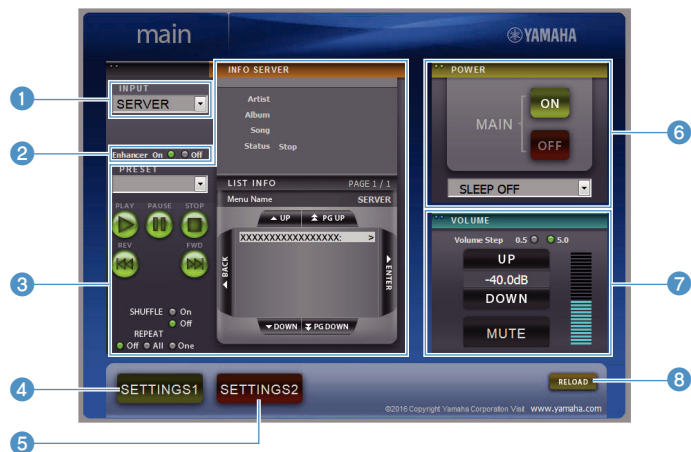 main
YAMAHA
INPUT
SERVER
Enhancer On Off
PRESET
PLAY PAUSE STOP
REV FWD
SHUFFLE On
Off
REPEAT
Off All One
INFO SERVER
Artist
Album
Song
Status Stop
LIST INFO PAGE 1 / 1
Menu Name SERVER
UP PG UP
XXXXXXXXXXXXXXXXX: >
BACK
ENTER
DOWN PG DOWN
POWER
MAIN
ON
OFF
SLEEP OFF
VOLUME
Volume Step 0.5 5.0
UP
-40.0dB
DOWN
MUTE
SETTINGS1
SETTINGS2
RELOAD
©2016 Copyright Yamaha Corporation Visit www.yamaha.com
1
2
3
4
5
6
7
8